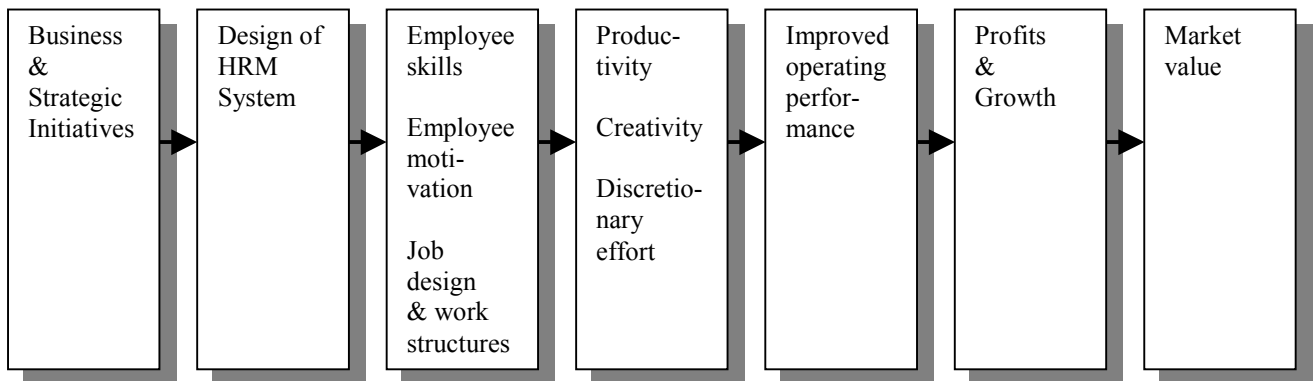 Business
&
Strategic
Initiatives
Design of
HRM
System
Employee
skills
Employee
moti-
vation
Job
design
& work
structures
Produc-
tivity
Creativity
Discretio-
nary
effort
Improved
operating
perfor-
mance
Profits
&
Growth
Market
value